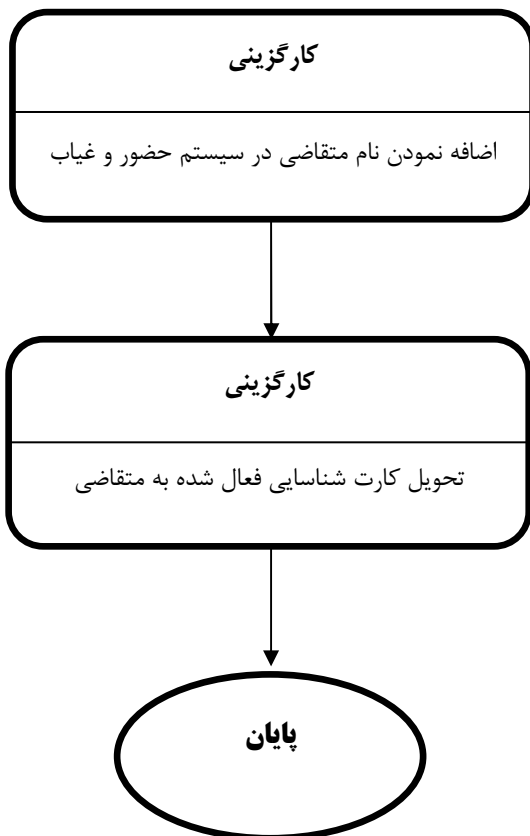 کارگزینی
اضافه نمودن نام متقاضی در سیستم حضور و غیاب
کارگزینی
تحویل کارت شناسایی فعال شده به متقاضی
پایان